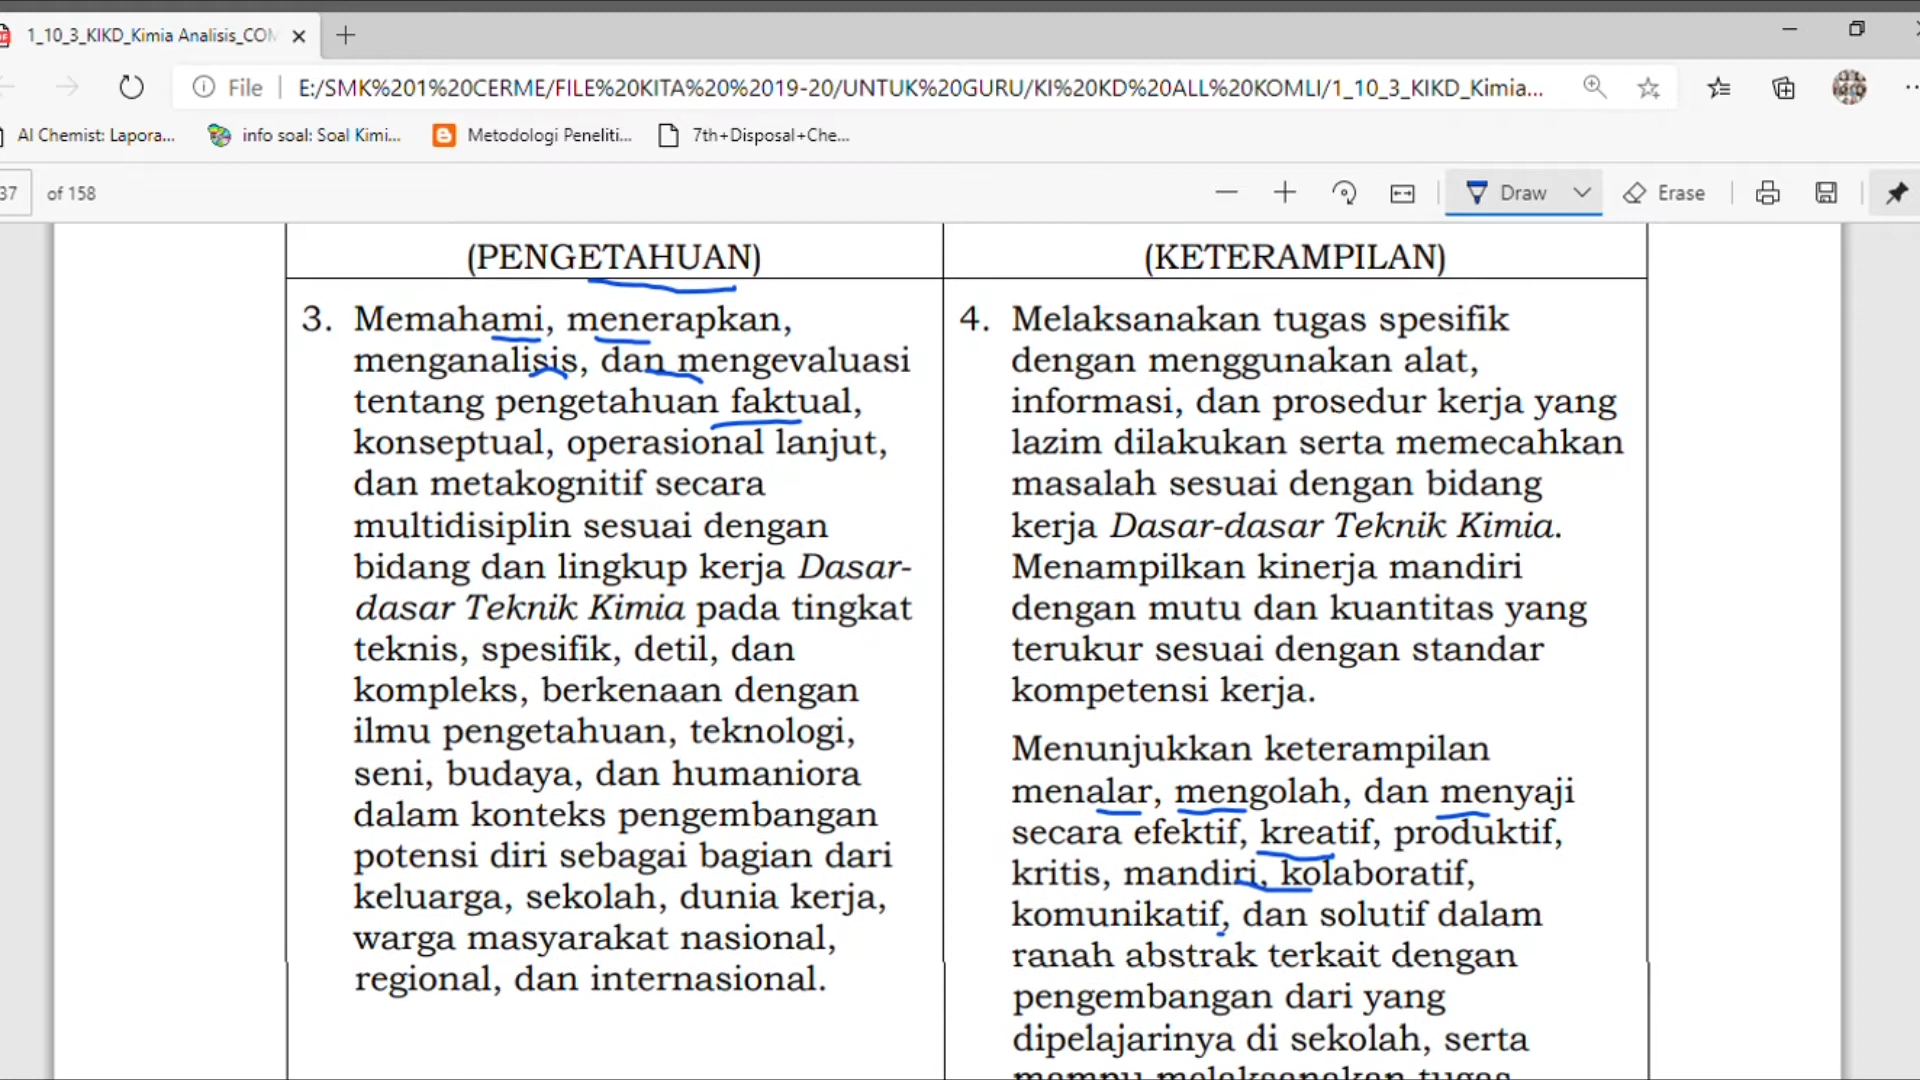 1_10_3_KIKD_Kimia Analisis_COM
File E:/SMK%201%20CERME/FILE%20KITA%20%2019-20/UNTUK%20GURU/KI%20KD%20ALL%20KOMLI/1_10_3_KIKD_Kimia...
AI Chemist: Lapora... info soal: Soal Kimi... Metodologi Peneliti... 7th+Disposal+Che...
37 of 158 Draw Erase
(PENGETAHUAN)
3. Memahami, menerapkan,
menganalisis, dan mengevaluasi
tentang pengetahuan faktual,
konseptual, operasional lanjut,
dan metakognitif secara
multidisiplin sesuai dengan
bidang dan lingkup kerja Dasar-
dasar Teknik Kimia pada tingkat
teknis, spesifik, detil, dan
kompleks, berkenaan dengan
ilmu pengetahuan, teknologi,
seni, budaya, dan humaniora
dalam konteks pengembangan
potensi diri sebagai bagian dari
keluarga, sekolah, dunia kerja,
warga masyarakat nasional,
regional, dan internasional.
(KETERAMPILAN)
4. Melaksanakan tugas spesifik
dengan menggunakan alat,
informasi, dan prosedur kerja yang
lazim dilakukan serta memecahkan
masalah sesuai dengan bidang
kerja Dasar-dasar Teknik Kimia.
Menampilkan kinerja mandiri
dengan mutu dan kuantitas yang
terukur sesuai dengan standar
kompetensi kerja.
Menunjukkan keterampilan
menalar, mengolah, dan menyaji
secara efektif, kreatif, produktif,
kritis, mandiri, kolaboratif,
komunikatif, dan solutif dalam
ranah abstrak terkait dengan
pengembangan dari yang
dipelajarinya di sekolah, serta
mampu melaksanakan tugas